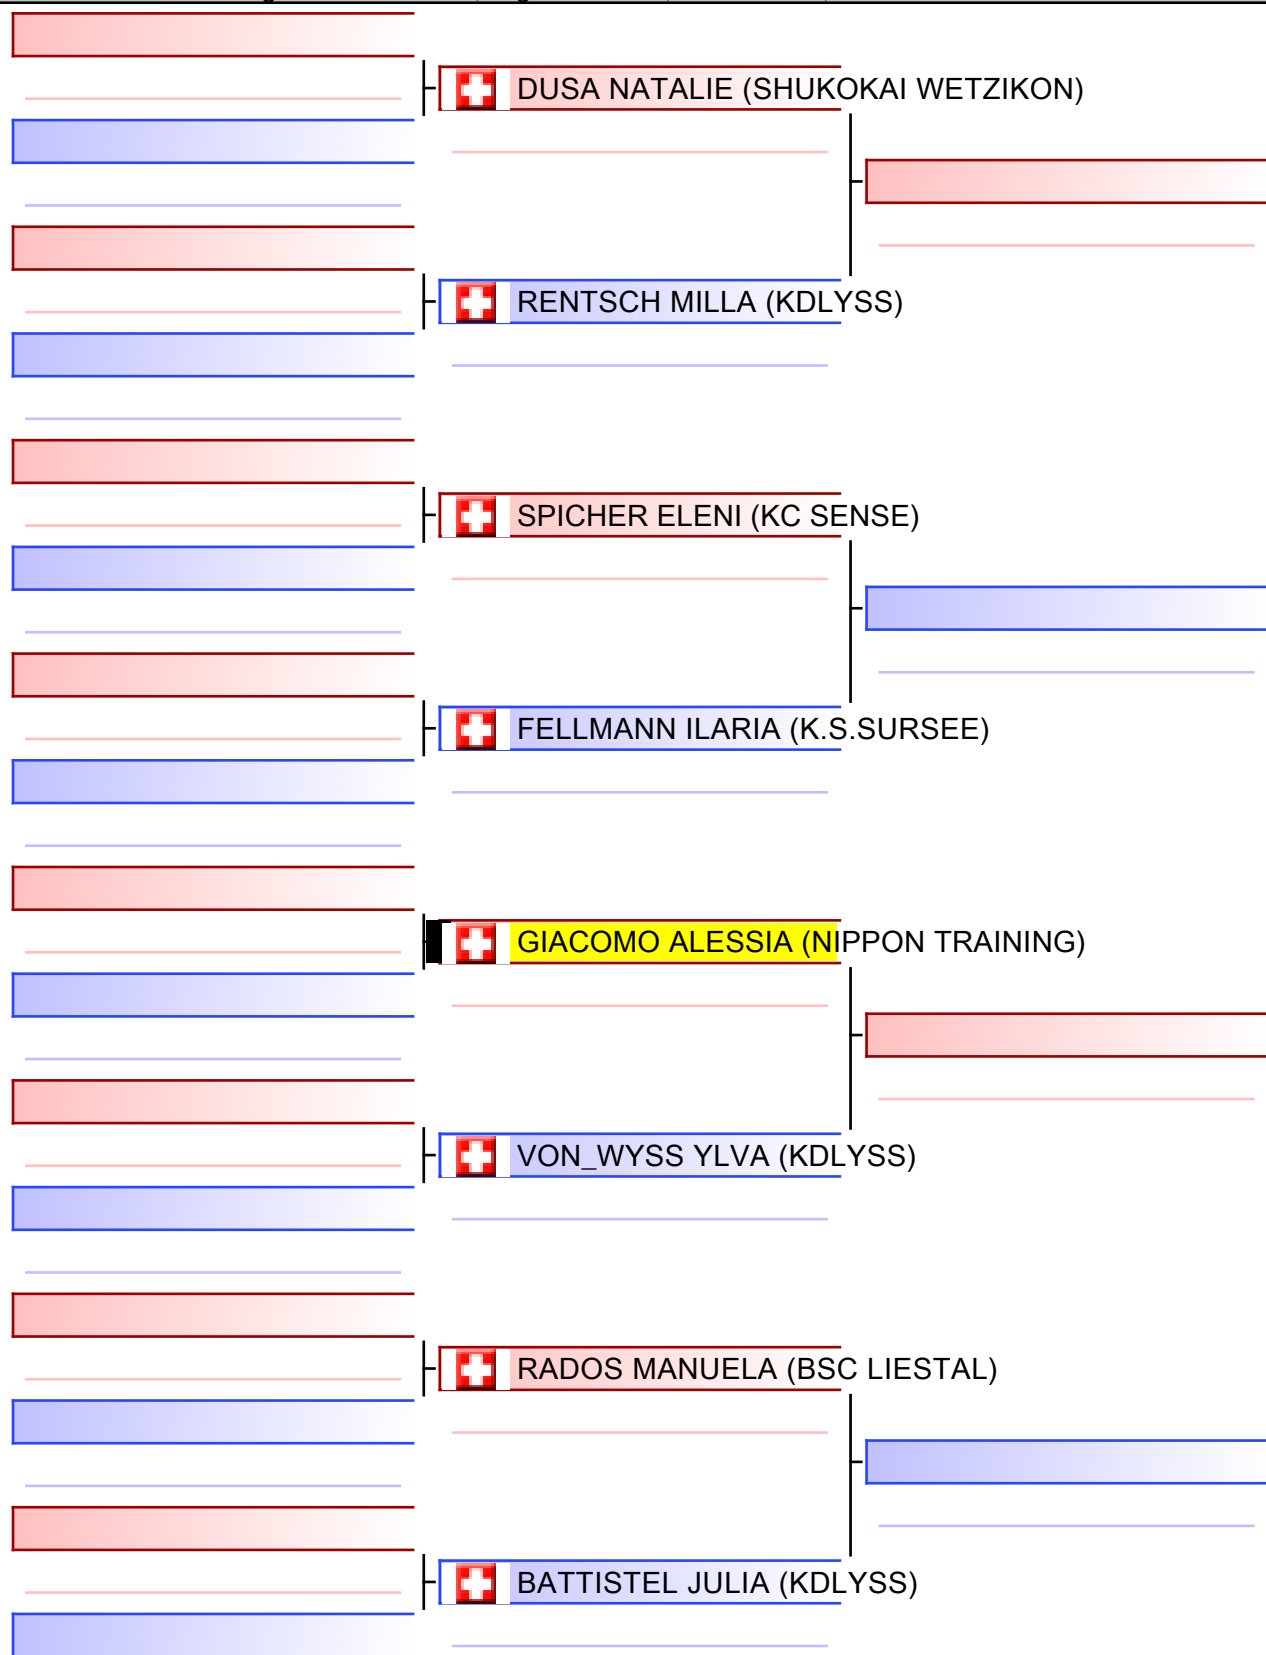 DUSA NATALIE (SHUKOKAI WETZIKON)
RENTSCH MILLA (KDLYSS)
SPICHER ELENI (KC SENSE)
FELLMANN ILARIA (K.S.SURSEE)
GIACOMO ALESSIA (NIPPON TRAINING)
VON_WYSS YLVA (KDLYSS)
RADOS MANUELA (BSC LIESTAL)
BATTISTEL JULIA (KDLYSS)